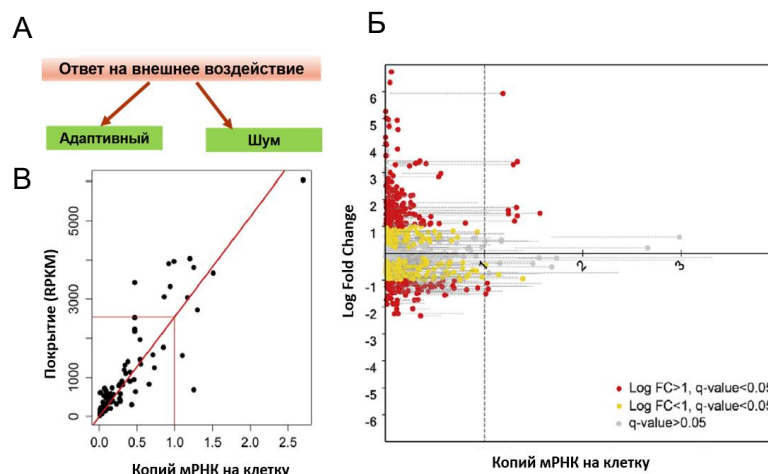 А
Ответ на внешнее воздействие
Адаптивный
Шум
Б
6
5
4
3
2
1
-1
-2
-3
-4
-5
-6
Log Fold Change
1
2
3
Log FC>1, q-value<0.05
Log FC<1, q-value<0.05
q-value>0.05
Копий мРНК на клетку
В
Покрытие (RPKM)
5000
3000
1000
0
0.0 0.5 1.0 1.5 2.0 2.5
Копий мРНК на клетку